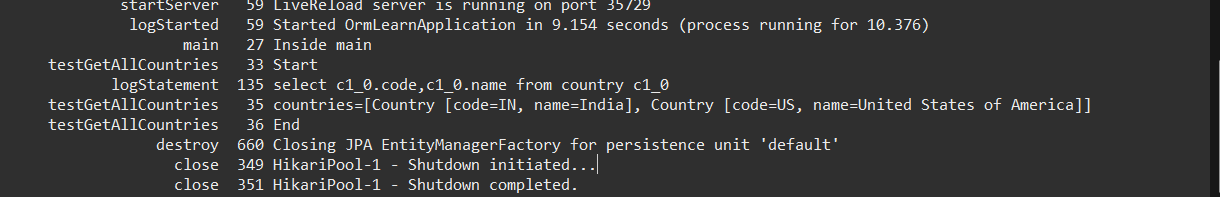 startServer 59 LiveReload server is running on port 35729
logStarted 59 Started OrmLearnApplication in 9.154 seconds (process running for 10.376)
main 27 Inside main
testGetAllCountries 33 Start
logStatement 135 select c1_0.code,c1_0.name from country c1_0
testGetAllCountries 35 countries=[Country [code=IN, name=India], Country [code=US, name=United States of America]]
testGetAllCountries 36 End
destroy 660 Closing JPA EntityManagerFactory for persistence unit 'default'
close 349 HikariPool-1 - Shutdown initiated...
close 351 HikariPool-1 - Shutdown completed.